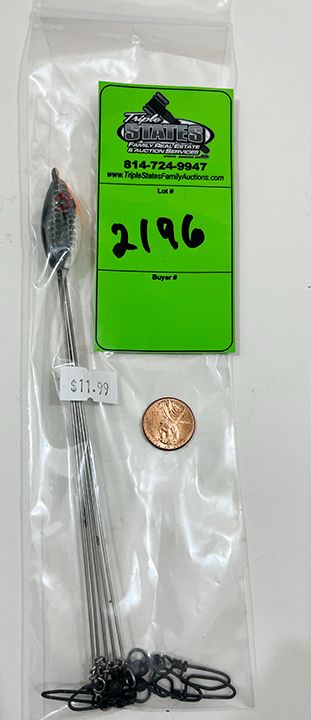 Triple
STATES
FAMILY REAL ESTATE
& AUCTION SERVICES
814-724-9947
www.TripleStatesFamilyAuctions.com
Lot #
2196
Buyer #
$11.99